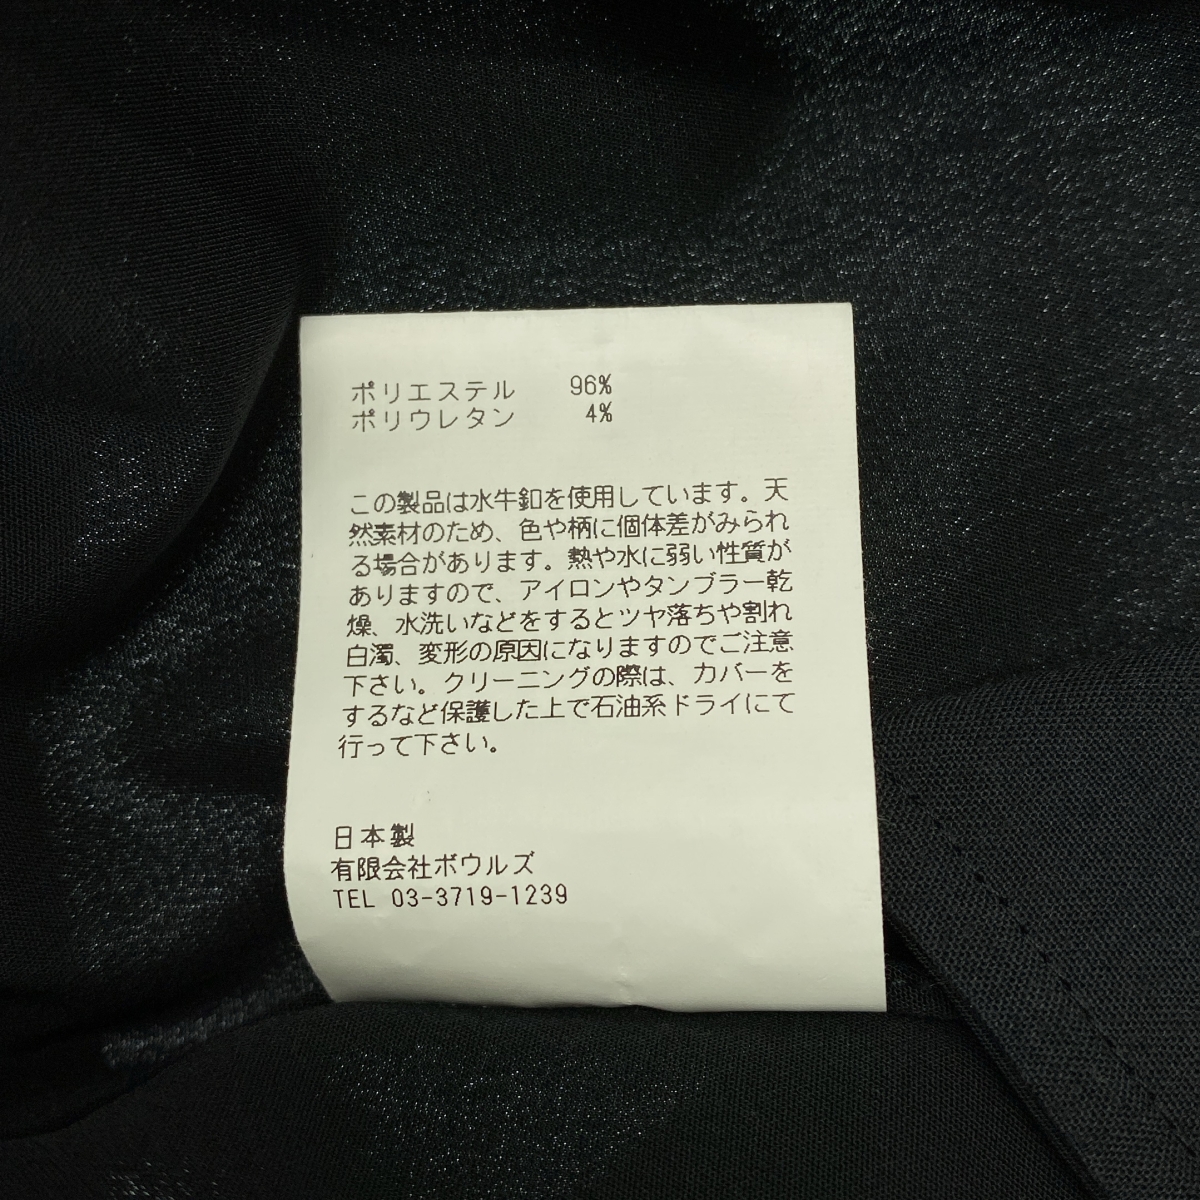 ポリエステル 96%
ポリウレタン 4%
この製品は水牛釦を使用しています。天
然素材のため、色や柄に個体差がみられ
る場合があります。熱や水に弱い性質が
ありますので、アイロンやタンブラー乾
燥、水洗いなどをするとツヤ落ちや割れ
白濁、変形の原因になりますのでご注意
下さい。クリーニングの際は、カバーを
するなど保護した上で石油系ドライにて
行って下さい。
日本製
有限会社ボウルズ
TEL 03-3719-1239